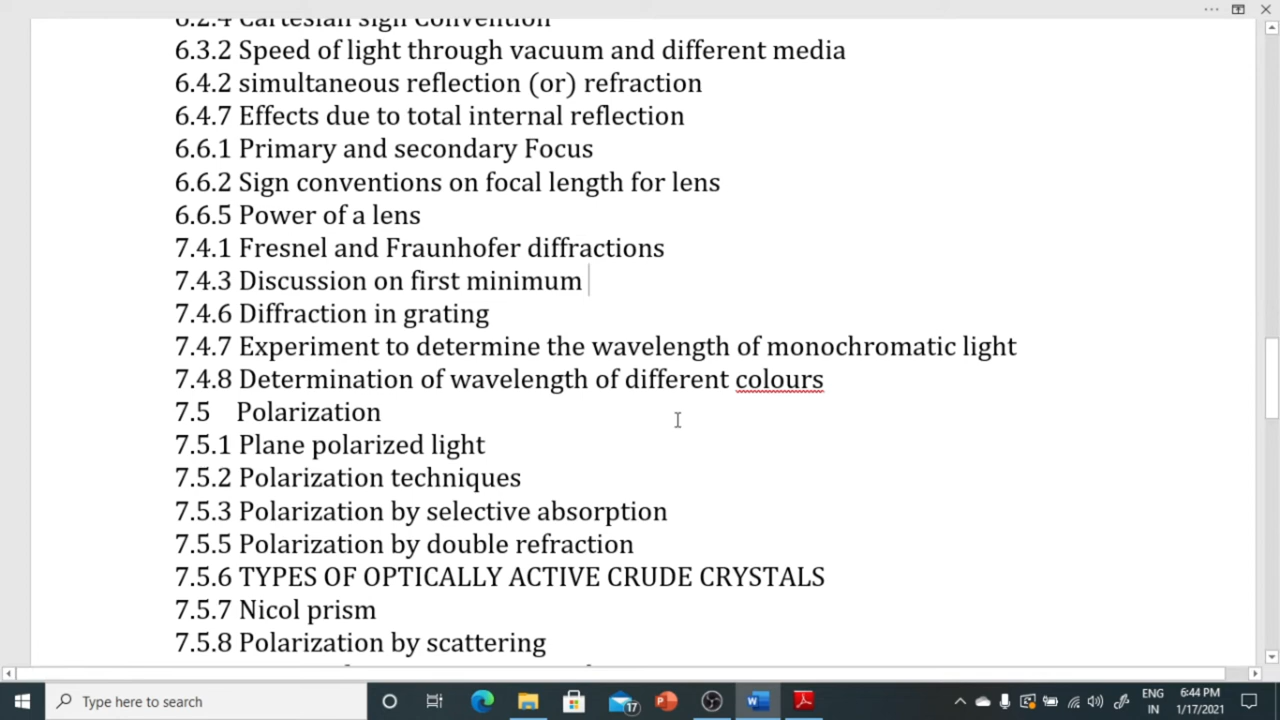 6.2.4 Cartesian sign Convention
6.3.2 Speed of light through vacuum and different media
6.4.2 simultaneous reflection (or) refraction
6.4.7 Effects due to total internal reflection
6.6.1 Primary and secondary Focus
6.6.2 Sign conventions on focal length for lens
6.6.5 Power of a lens
7.4.1 Fresnel and Fraunhofer diffractions
7.4.3 Discussion on first minimum
7.4.6 Diffraction in grating
7.4.7 Experiment to determine the wavelength of monochromatic light
7.4.8 Determination of wavelength of different colours
7.5 Polarization
7.5.1 Plane polarized light
7.5.2 Polarization techniques
7.5.3 Polarization by selective absorption
7.5.5 Polarization by double refraction
7.5.6 TYPES OF OPTICALLY ACTIVE CRUDE CRYSTALS
7.5.7 Nicol prism
7.5.8 Polarization by scattering
Type here to search
17
ENG
IN
6:44 PM
1/17/2021